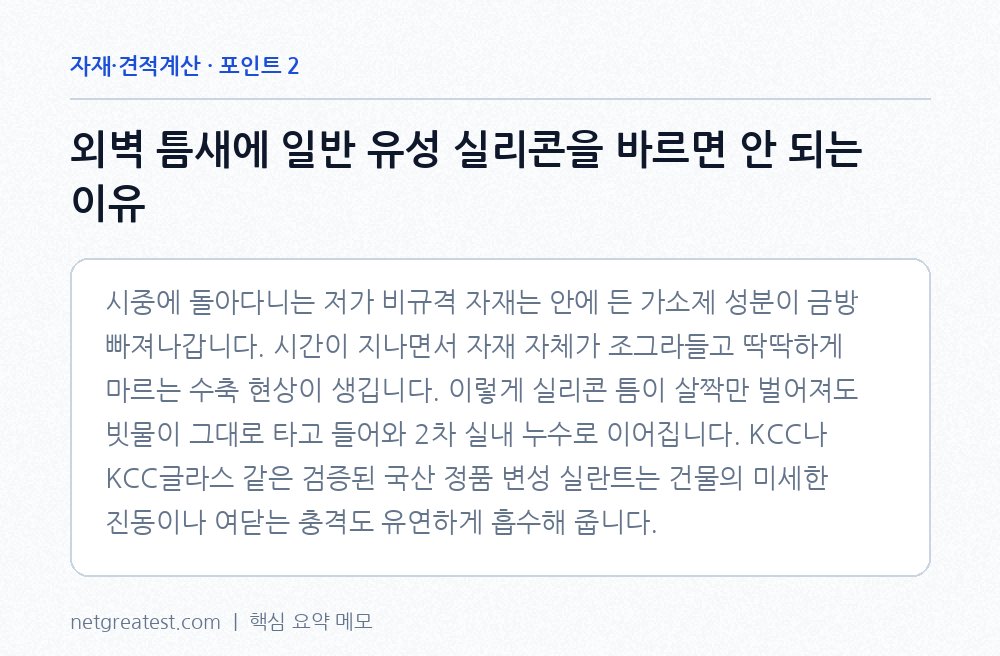 자재·견적계산 · 포인트 2
외벽 틈새에 일반 유성 실리콘을 바르면 안 되는
이유
시중에 돌아다니는 저가 비규격 자재는 안에 든 가소제 성분이 금방
빠져나갑니다. 시간이 지나면서 자재 자체가 조그라들고 딱딱하게
마르는 수축 현상이 생깁니다. 이렇게 실리콘 틈이 살짝만 벌어져도
빗물이 그대로 타고 들어와 2차 실내 누수로 이어집니다. KCC나
KCC글라스 같은 검증된 국산 정품 변성 실란트는 건물의 미세한
진동이나 여닫는 충격도 유연하게 흡수해 줍니다.
netgreatest.com | 핵심 요약 메모